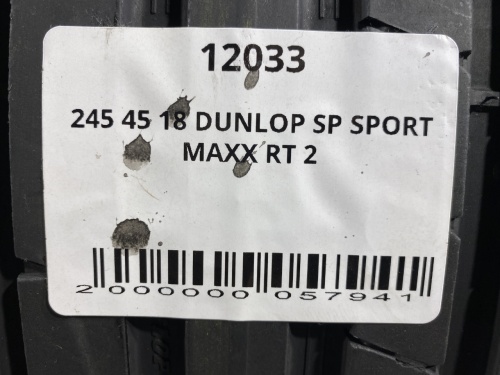 12033
245 45 18 DUNLOP SP SPORT
MAXX RT 2
2 000000 057941